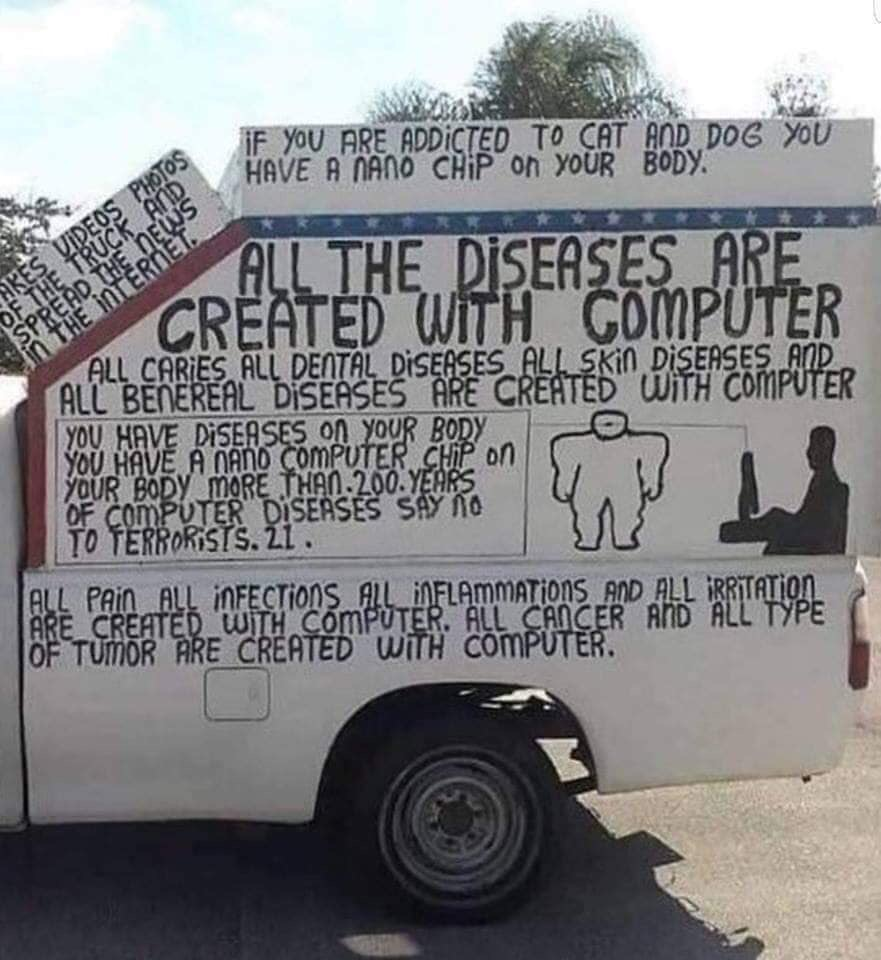 iF YOU ARE ADDiCTED TO CAT AND DOG YOU
HAVE A NANO CHiP ON YOUR BODY.
AKES VIDEOS PHOTOS
OF THE TRUCK AND
SPREAD THE NEWS
iN THE iNTERNET.
ALL THE DiSEASES ARE
CREATED WiTH COMPUTER
ALL CARiES ALL DENTAL DiSEASES ALL SKiN DiSEASES AND
ALL BENEREAL DiSEASES ARE CREATED WiTH COMPUTER
YOU HAVE DiSEASES ON YOUR BODY
YOU HAVE A NANO COMPUTER CHiP ON
YOUR BODY MORE THAN.200.YEARS
OF COMPUTER DiSEASES SAY NO
TO TERRORiSTS.21.
ALL PAiN ALL iNFECTiONS ALL iNFLAMMATiONS AND ALL iRRiTATiON
ARE CREATED WiTH COMPUTER. ALL CANCER AND ALL TYPE
OF TUMOR ARE CREATED WiTH COMPUTER.